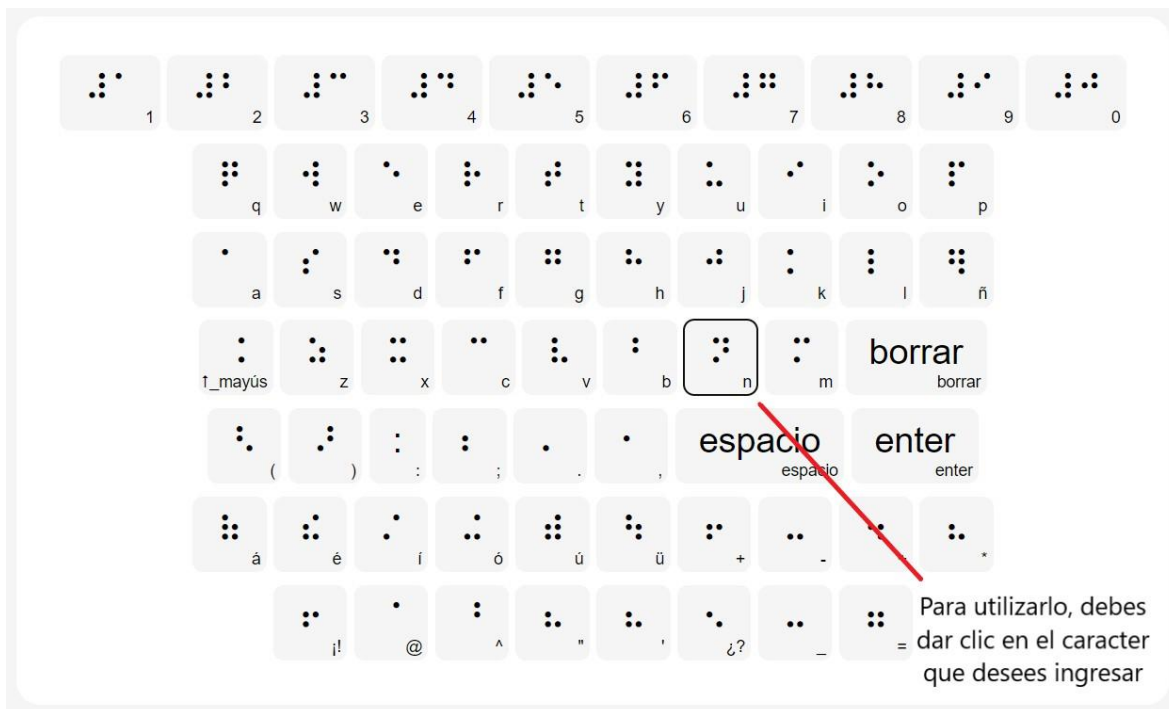 ⠼⠁ ⠼⠃ ⠼⠉ ⠼⠙ ⠼⠑ ⠼⠋ ⠼⠛ ⠼⠓ ⠼⠊ ⠼⠚
1 2 3 4 5 6 7 8 9 0
⠟ ⠺ ⠑ ⠗ ⠞ ⠽ ⠥ ⠊ ⠕ ⠏
q w e r t y u i o p
⠁ ⠎ ⠙ ⠋ ⠛ ⠓ ⠚ ⠅ ⠇ ⠻
a s d f g h j k l ñ
⠨ ⠵ ⠭ ⠉ ⠧ ⠃ ⠝ ⠍ borrar
↑_mayús z x c v b n m borrar
⠣ ⠜ : ⠆ ⠄ ⠂ espacio enter
( ) : ; . , espacio enter
⠷ ⠮ ⠌ ⠬ ⠾ ⠳ ⠖ ⠤ ⠦
á é í ó ú ü + - *
⠖ ⠈ ⠘ ⠦ ⠦ ⠢ ⠤ ⠶
¡! @ ^ " ' ¿? _ =
Para utilizarlo, debes
dar clic en el caracter
que desees ingresar